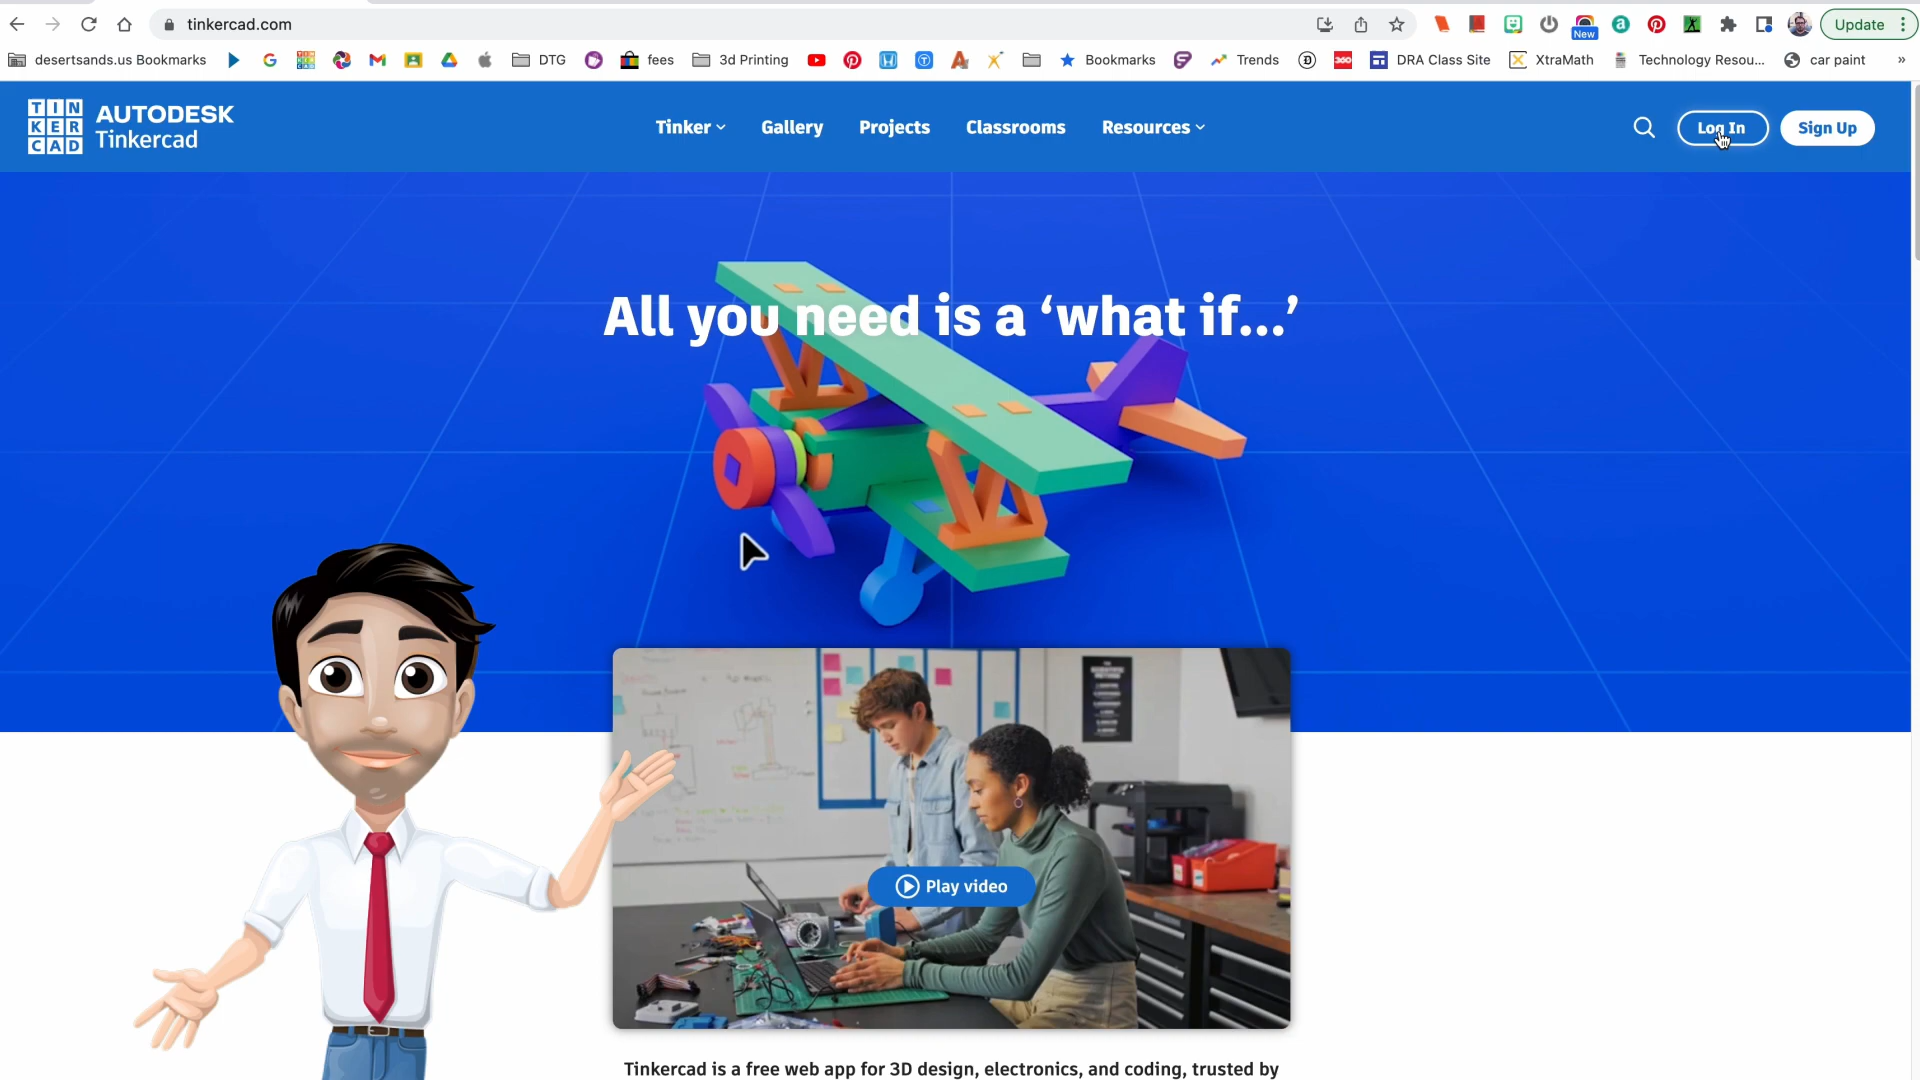 tinkercad.com
New
Update
desertsands.us Bookmarks
DTG
fees
3d Printing
Bookmarks
Trends
360
DRA Class Site
XtraMath
Technology Resou...
car paint
»
TIN
KER
CAD
AUTODESK
Tinkercad
Tinker
Gallery
Projects
Classrooms
Resources
Log In
Sign Up
All you need is a ‘what if...’
Play video
Tinkercad is a free web app for 3D design, electronics, and coding, trusted by